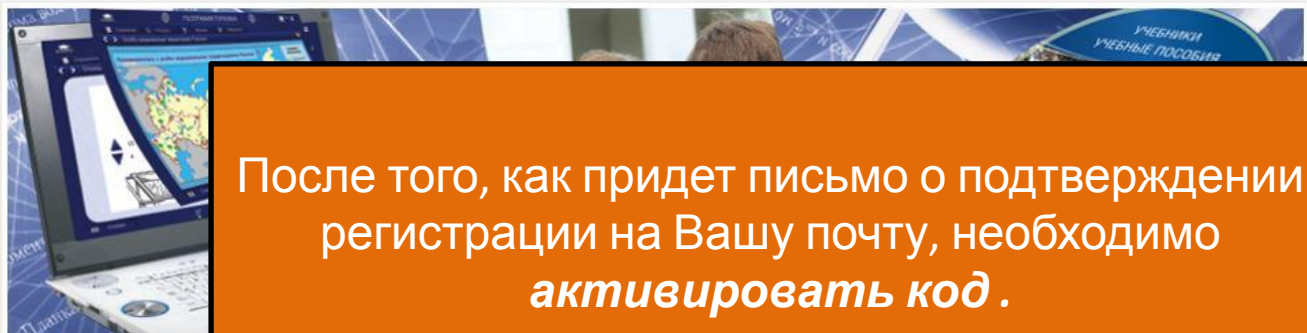 УЧЕБНИКИ
УЧЕБНЫЕ ПОСОБИЯ
После того, как придет письмо о подтверждении
регистрации на Вашу почту, необходимо
активировать код .